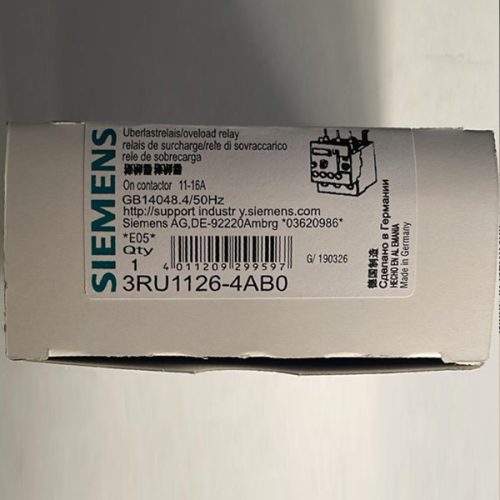 SIEMENS
Uberlastrelais/oveload relay
relais de surcharge/rele di sovraccarico
rele de sobrecarga
On contactor 11-16A
GB14048.4/50Hz
http://support industr y.siemens.com
Siemens AG,DE-92220Ambrg *03620986*
*E05*
Qty
1
4 011209 299597
G/ 190326
3RU1126-4AB0
德国制造
Сделано в Германии
HECHO EN ALEMANIA
Made in Germany